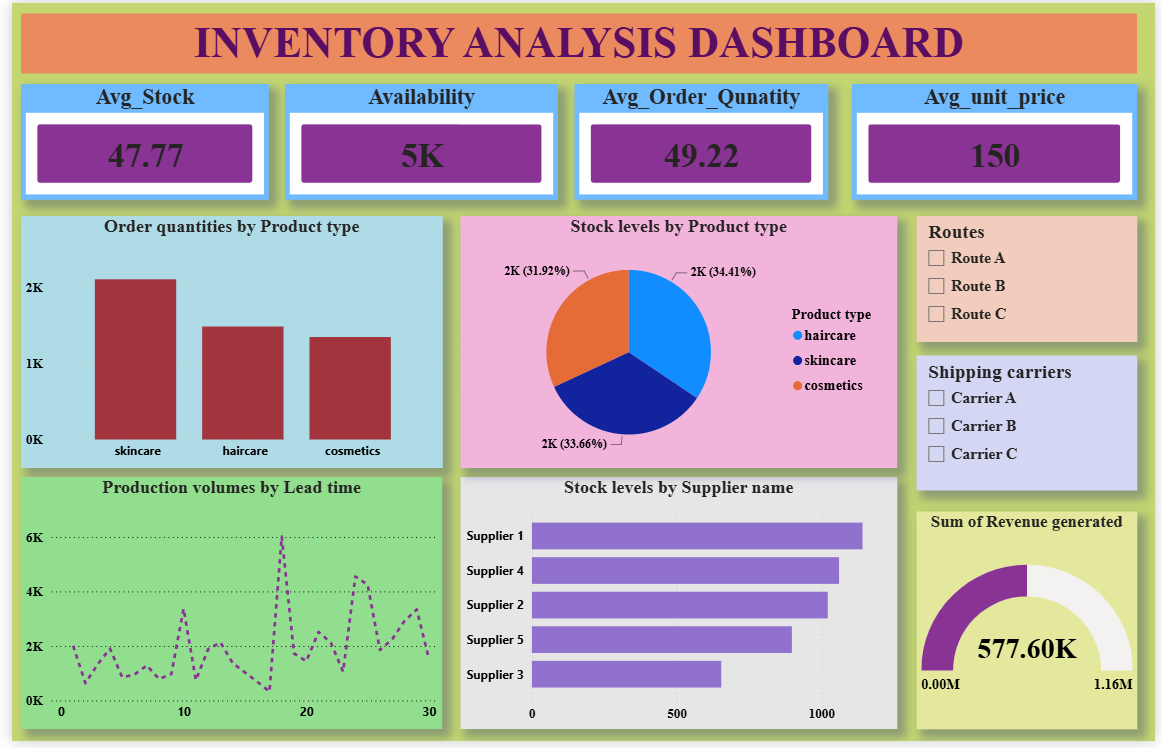 INVENTORY ANALYSIS DASHBOARD
Avg_Stock
47.77
Availability
5K
Avg_Order_Qunatity
49.22
Avg_unit_price
150
Order quantities by Product type
2K
1K
0K
skincare
haircare
cosmetics
Stock levels by Product type
2K (31.92%)
2K (34.41%)
2K (33.66%)
Product type
haircare
skincare
cosmetics
Routes
Route A
Route B
Route C
Shipping carriers
Carrier A
Carrier B
Carrier C
Production volumes by Lead time
6K
4K
2K
0K
0
10
20
30
Stock levels by Supplier name
Supplier 1
Supplier 4
Supplier 2
Supplier 5
Supplier 3
0
500
1000
Sum of Revenue generated
577.60K
0.00M
1.16M